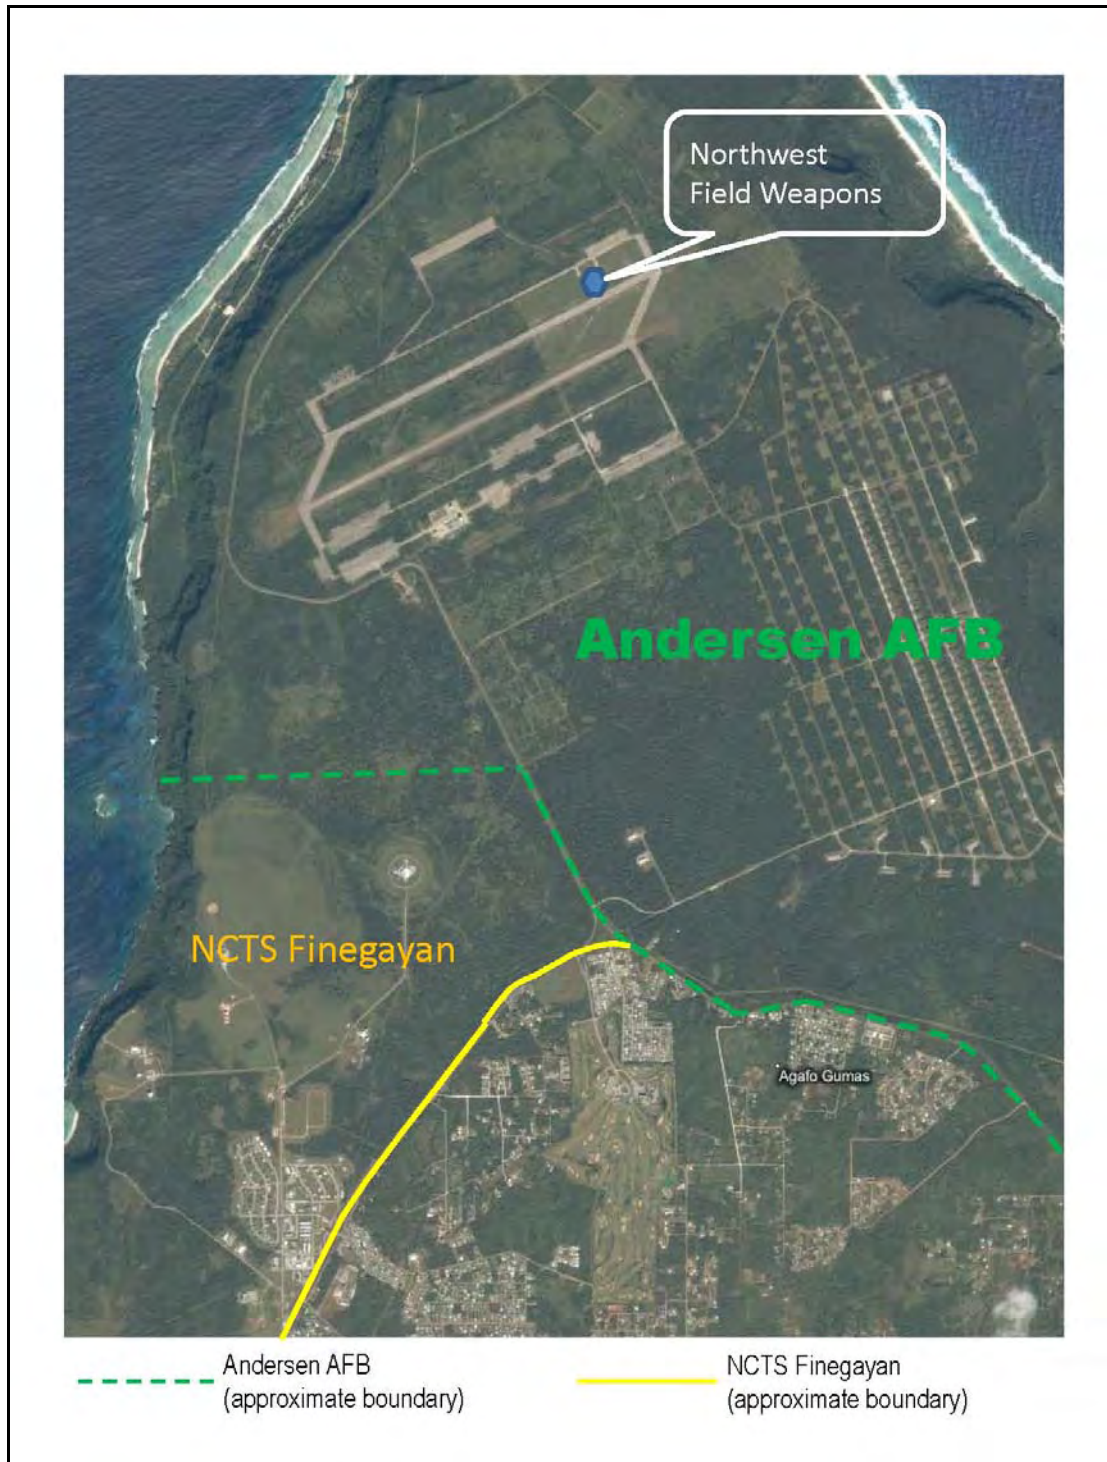 Northwest
Field Weapons
Andersen AFB
NCTS Finegayan
Agafo Gumas
Andersen AFB
(approximate boundary)
NCTS Finegayan
(approximate boundary)